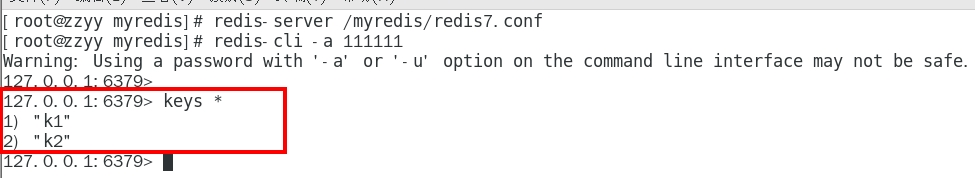 [ root@zzyy myredis] # redis- server /myredis/redis7. conf
[ root@zzyy myredis] # redis- cli - a 111111
Warning: Using a password with '- a' or '- u' option on the command line interface may not be safe.
127. 0. 0. 1: 6379>
127. 0. 0. 1: 6379> keys *
1) "k1"
2) "k2"
127. 0. 0. 1: 6379>